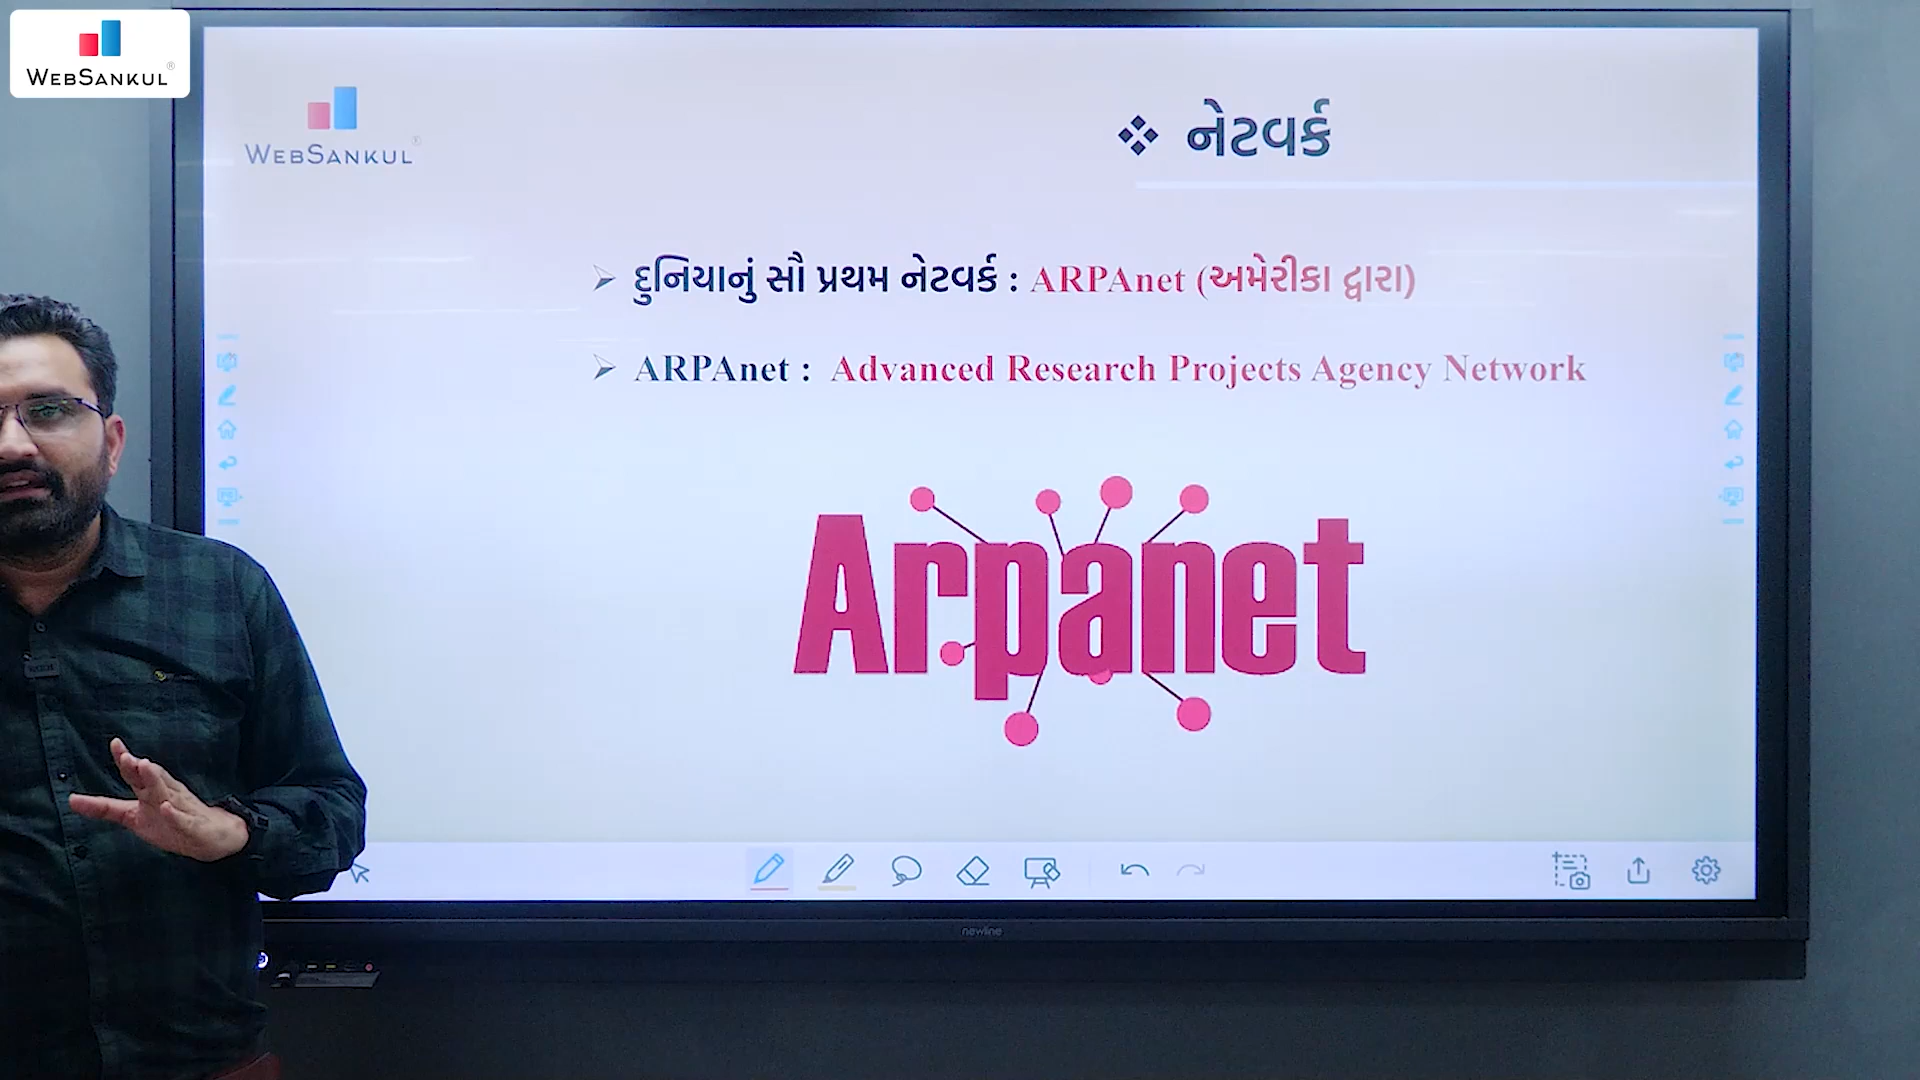 WEBSANKUL®
WEBSANKUL®
❖ નેટવર્ક
➢ દુનિયાનું સૌ પ્રથમ નેટવર્ક : ARPAnet (અમેરીકા દ્વારા)
➢ ARPAnet : Advanced Research Projects Agency Network
Arpanet
newline